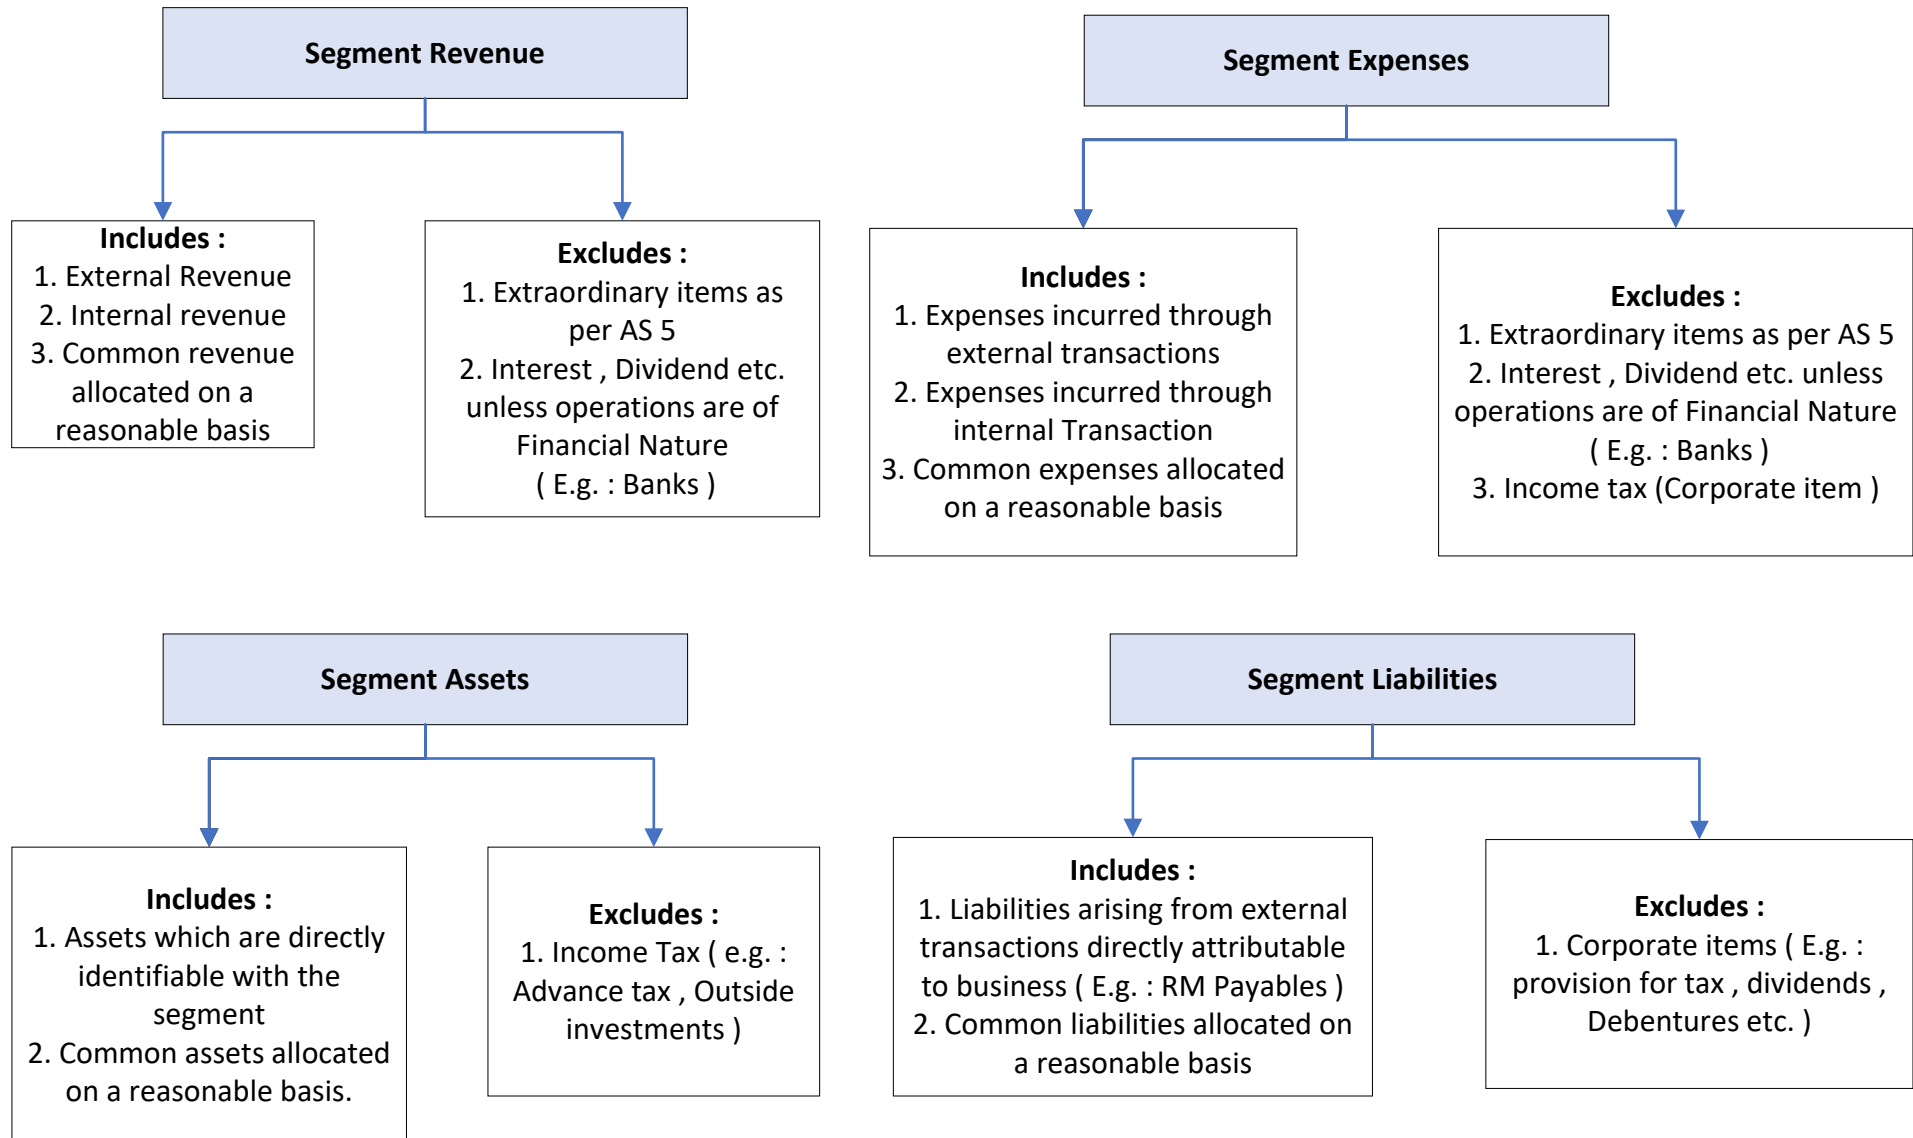 Segment Revenue
Includes :
1. External Revenue
2. Internal revenue
3. Common revenue
allocated on a
reasonable basis
Excludes :
1. Extraordinary items as
per AS 5
2. Interest , Dividend etc.
unless operations are of
Financial Nature
( E.g. : Banks )
Segment Expenses
Includes :
1. Expenses incurred through
external transactions
2. Expenses incurred through
internal Transaction
3. Common expenses allocated
on a reasonable basis
Excludes :
1. Extraordinary items as per AS 5
2. Interest , Dividend etc. unless
operations are of Financial Nature
( E.g. : Banks )
3. Income tax (Corporate item )
Segment Assets
Includes :
1. Assets which are directly
identifiable with the
segment
2. Common assets allocated
on a reasonable basis.
Excludes :
1. Income Tax ( e.g. :
Advance tax , Outside
investments )
Segment Liabilities
Includes :
1. Liabilities arising from external
transactions directly attributable
to business ( E.g. : RM Payables )
2. Common liabilities allocated on
a reasonable basis
Excludes :
1. Corporate items ( E.g. :
provision for tax , dividends ,
Debentures etc. )